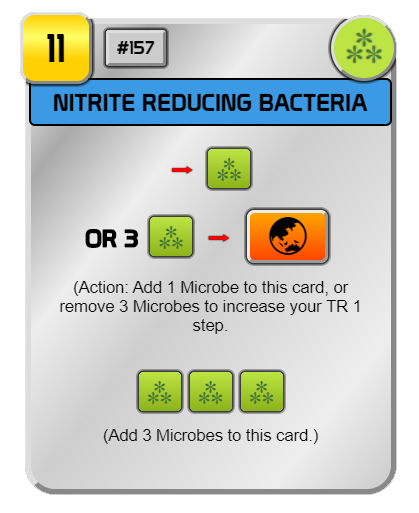 11
#157
NITRITE REDUCING BACTERIA
OR 3
(Action: Add 1 Microbe to this card, or
remove 3 Microbes to increase your TR 1
step.
(Add 3 Microbes to this card.)